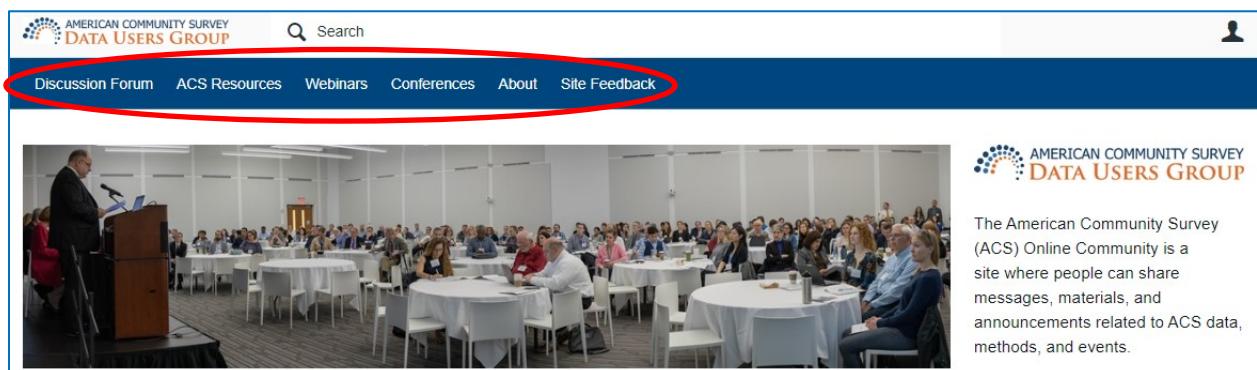 AMERICAN COMMUNITY SURVEY
DATA USERS GROUP
Search
Discussion Forum ACS Resources Webinars Conferences About Site Feedback
AMERICAN COMMUNITY SURVEY
DATA USERS GROUP
The American Community Survey
(ACS) Online Community is a
site where people can share
messages, materials, and
announcements related to ACS data,
methods, and events.